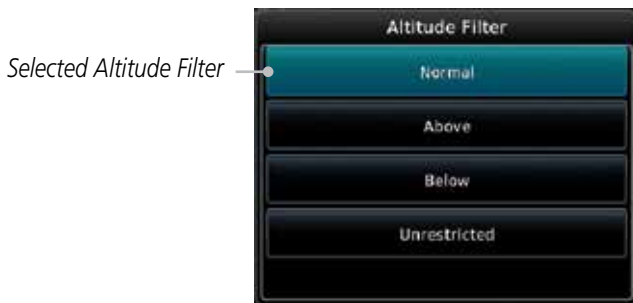 Altitude Filter
Selected Altitude Filter
Normal
Above
Below
Unrestricted